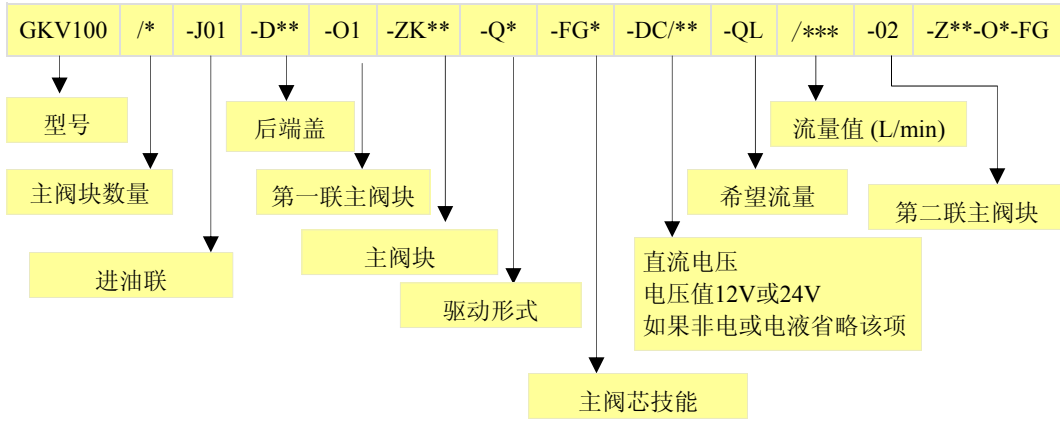 GKV100 /* -J01 -D** -O1 -ZK** -Q* -FG* -DC/** -QL /*** -02 -Z**-O*-FG
型号
后端盖
流量值 (L/min)
主阀块数量
第一联主阀块
希望流量
第二联主阀块
进油联
主阀块
驱动形式
直流电压
电压值12V或24V
如果非电或电液省略该项
主阀芯技能